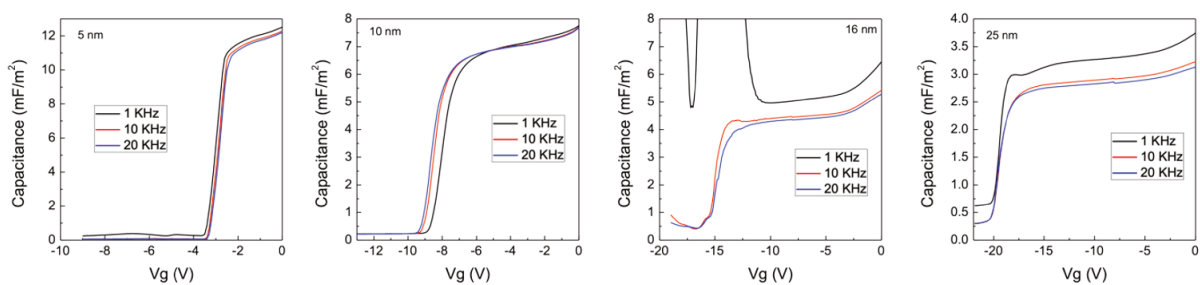 5 nm
Capacitance (mF/m²)
12
10
8
6
4
2
0
1 KHz
10 KHz
20 KHz
-10 -8 -6 -4 -2 0
Vg (V)
10 nm
Capacitance (mF/m²)
8
7
6
5
4
3
2
1
0
1 KHz
10 KHz
20 KHz
-12 -10 -8 -6 -4 -2 0
Vg (V)
16 nm
Capacitance (mF/m²)
8
7
6
5
4
3
2
1
0
1 KHz
10 KHz
20 KHz
-20 -15 -10 -5 0
Vg (V)
25 nm
Capacitance (mF/m²)
4.0
3.5
3.0
2.5
2.0
1.5
1.0
0.5
0.0
1 KHz
10 KHz
20 KHz
-20 -15 -10 -5 0
Vg (V)